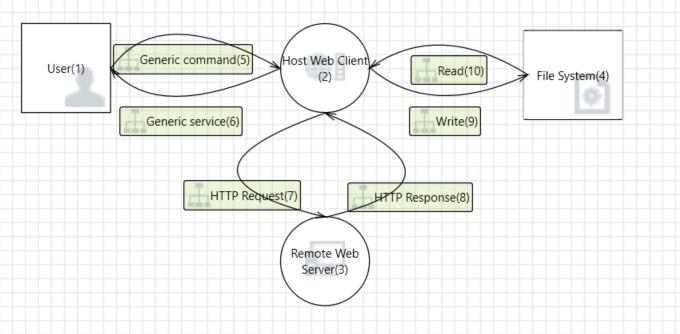 User(1)
Generic command(5)
Host Web Client
(2)
Read(10)
File System(4)
Generic service(6)
Write(9)
HTTP Request(7)
HTTP Response(8)
Remote Web
Server(3)